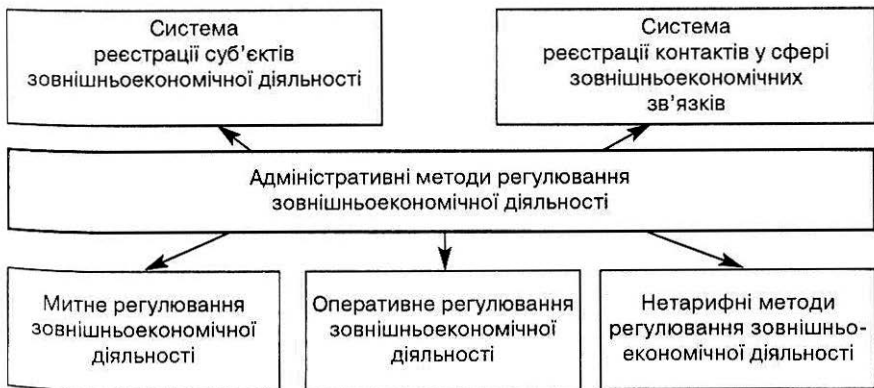 Система
реєстрації суб'єктів
зовнішньоекономічної діяльності
Система
реєстрації контактів у сфері
зовнішньоекономічних
зв'язків
Адміністративні методи регулювання
зовнішньоекономічної діяльності
Митне регулювання
зовнішньоекономічної
діяльності
Оперативне регулювання
зовнішньоекономічної
діяльності
Нетарифні методи
регулювання зовнішньо-
економічної діяльності